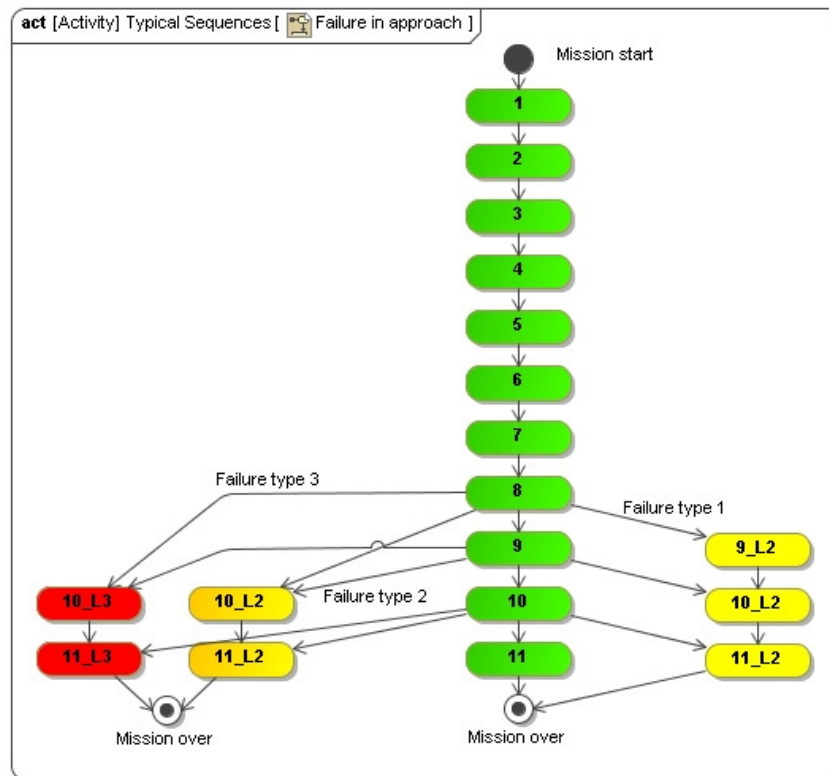 act [Activity] Typical Sequences [ Failure in approach ]
Mission start
1
2
3
4
5
6
7
Failure type 3
8
Failure type 1
9
9_L2
10_L3
10_L2
Failure type 2
10
10_L2
11_L3
11_L2
11
11_L2
Mission over
Mission over